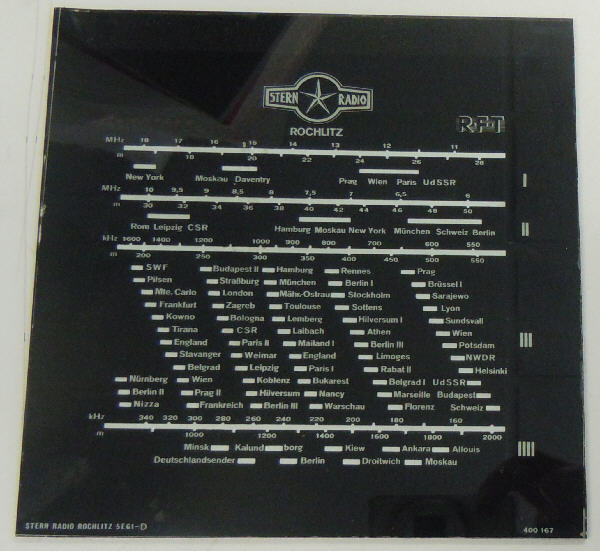 STERN RADIO
ROCHLITZ
R-F-T
MHz 18 17 16 15 14 13 12 11
m 18 20 22 24 26 28
New York Moskau Daventry Prag Wien Paris UdSSR I
MHz 10 9,5 9 8,5 8 7,5 7 6,5 6
m 30 32 34 36 38 40 42 44 46 48 50
Rom Leipzig CSR Hamburg Moskau New York München Schweiz Berlin II
kHz 1600 1400 1200 1000 900 800 700 600 550
m 200 250 300 350 400 450 500 550
SWF Budapest II Hamburg Rennes Prag
Pilsen Straßburg München Berlin I Brüssel I
Mte. Carlo London Mähr.-Ostrau Stockholm Sarajewo
Frankfurt Zagreb Toulouse Sottens Lyon
Kowno Bologna Lemberg Hilversum I Sundsvall
Tirana CSR Laibach Athen Wien
England Paris II Mailand I Berlin III Potsdam III
Stavanger Weimar England Limoges NWDR
Belgrad Leipzig Paris I Rabat II Helsinki
Nürnberg Wien Koblenz Bukarest Belgrad I UdSSR
Berlin II Prag II Hilversum Nancy Marseille Budapest
Nizza Frankreich Berlin III Warschau Florenz Schweiz
kHz 340 320 300 280 260 240 220 200 180 160
m 1000 1200 1400 1600 1800 2000
Minsk Kalundborg Kiew Ankara Allouis IIII
Deutschlandsender Berlin Droitwich Moskau
STERN RADIO ROCHLITZ 5E61-D 400 167